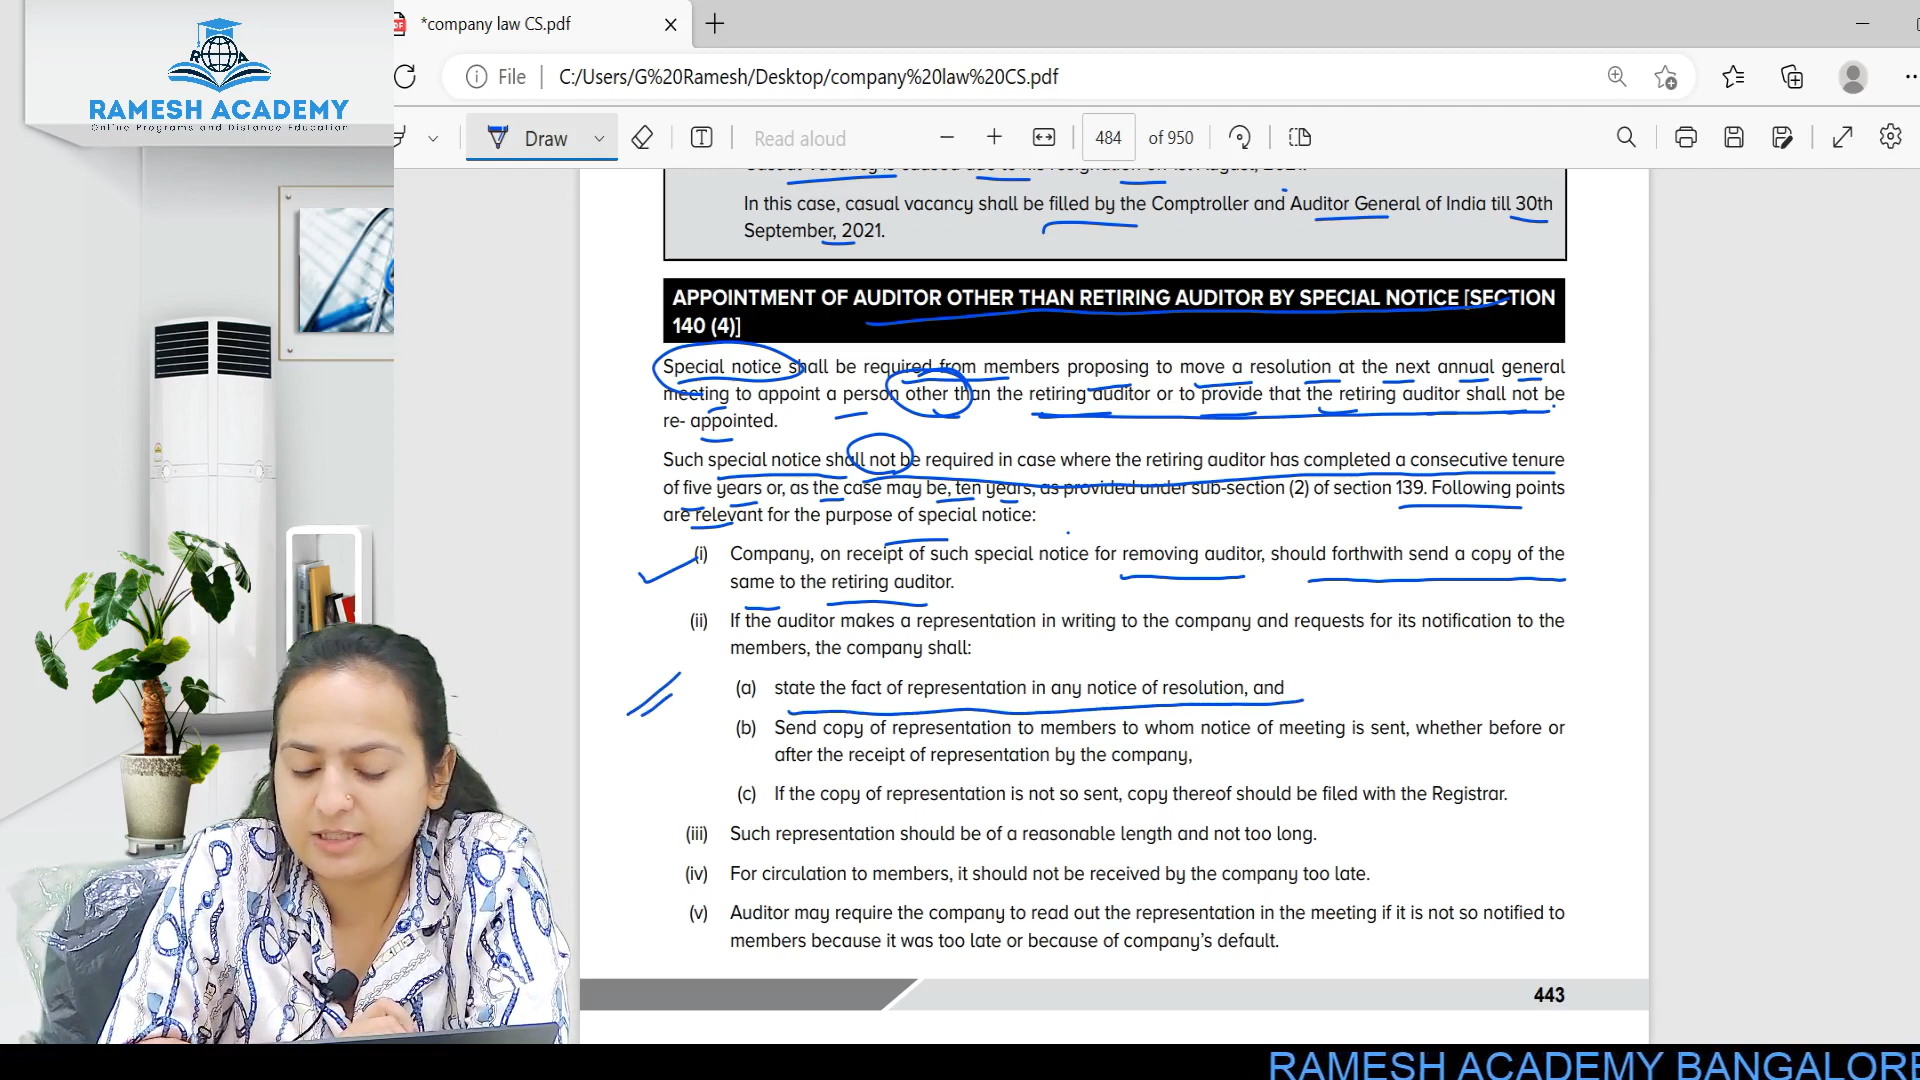 *company law CS.pdf
RAMESH ACADEMY
Online Programs and Distance Education
File
C:/Users/G%20Ramesh/Desktop/company%20law%20CS.pdf
Draw
Read aloud
484
of 950
In this case, casual vacancy shall be filled by the Comptroller and Auditor General of India till 30th
September, 2021.
APPOINTMENT OF AUDITOR OTHER THAN RETIRING AUDITOR BY SPECIAL NOTICE [SECTION
140 (4)]
Special notice shall be required from members proposing to move a resolution at the next annual general
meeting to appoint a person other than the retiring auditor or to provide that the retiring auditor shall not be
re- appointed.
Such special notice shall not be required in case where the retiring auditor has completed a consecutive tenure
of five years or, as the case may be, ten years, as provided under sub-section (2) of section 139. Following points
are relevant for the purpose of special notice:
(i) Company, on receipt of such special notice for removing auditor, should forthwith send a copy of the
same to the retiring auditor.
(ii) If the auditor makes a representation in writing to the company and requests for its notification to the
members, the company shall:
(a) state the fact of representation in any notice of resolution, and
(b) Send copy of representation to members to whom notice of meeting is sent, whether before or
after the receipt of representation by the company,
(c) If the copy of representation is not so sent, copy thereof should be filed with the Registrar.
(iii) Such representation should be of a reasonable length and not too long.
(iv) For circulation to members, it should not be received by the company too late.
(v) Auditor may require the company to read out the representation in the meeting if it is not so notified to
members because it was too late or because of company's default.
443
RAMESH ACADEMY BANGALORE